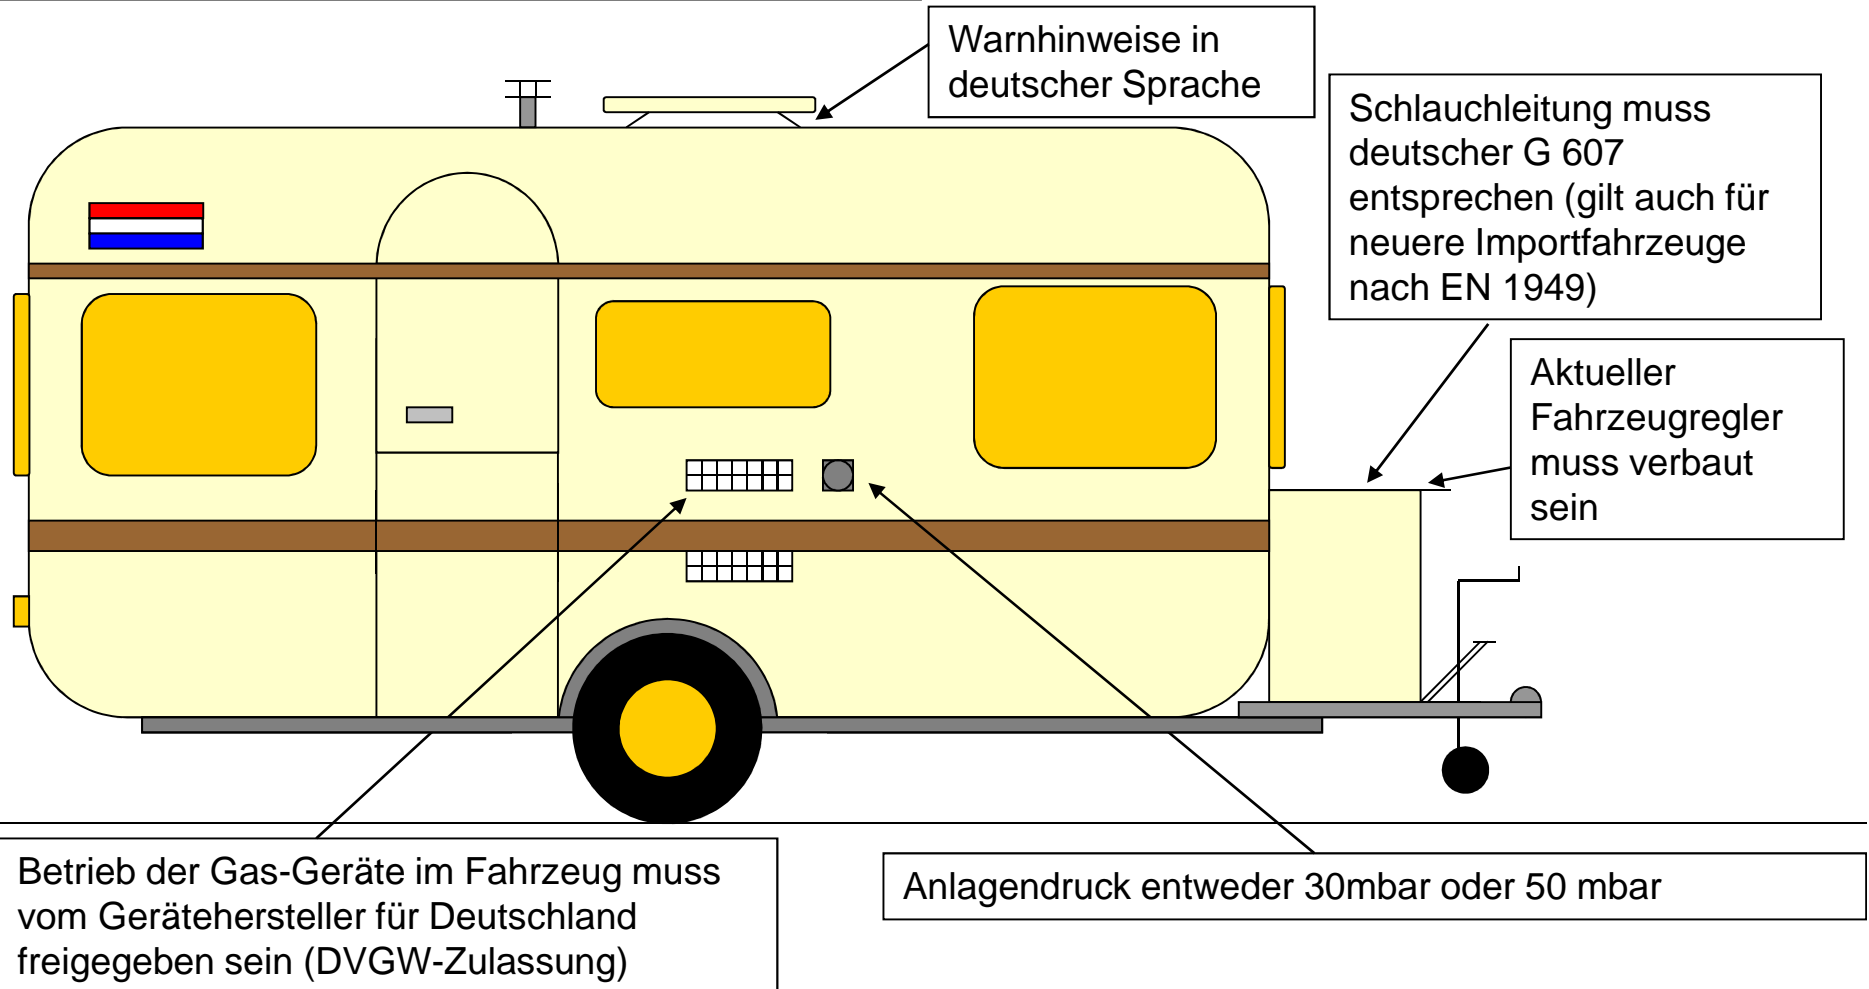 Warnhinweise in
deutscher Sprache
Schlauchleitung muss
deutscher G 607
entsprechen (gilt auch für
neuere Importfahrzeuge
nach EN 1949)
Aktueller
Fahrzeugregler
muss verbaut
sein
Betrieb der Gas-Geräte im Fahrzeug muss
vom Gerätehersteller für Deutschland
freigegeben sein (DVGW-Zulassung)
Anlagendruck entweder 30mbar oder 50 mbar